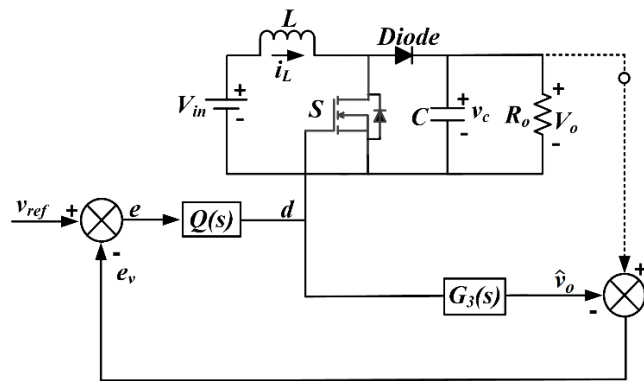 L
Diode
i_L
V_in
+
-
S
C
+
v_c
-
R_o
+
V_o
-
v_ref
+
e
Q(s)
d
-
e_v
G_3(s)
v̂_o
+
-